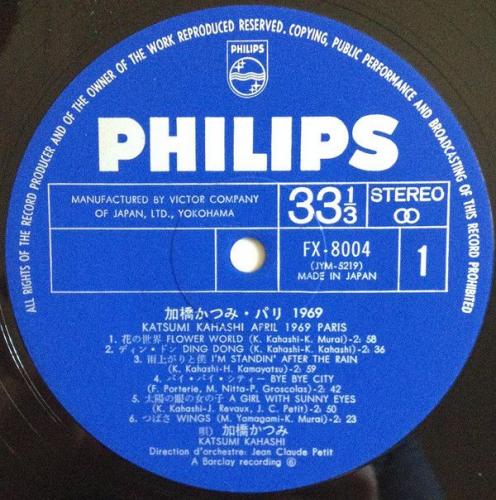 ALL RIGHTS OF THE RECORD PRODUCER AND OF THE OWNER OF THE WORK REPRODUCED RESERVED. COPYING, PUBLIC PERFORMANCE AND BROADCASTING OF THIS RECORD PROHIBITED
PHILIPS
PHILIPS
MANUFACTURED BY VICTOR COMPANY
OF JAPAN, LTD., YOKOHAMA
33 1/3
STEREO
FX-8004
(JYM-5219)
MADE IN JAPAN
1
加橋かつみ・パリ 1969
KATSUMI KAHASHI APRIL 1969 PARIS
1. 花の世界 FLOWER WORLD (K. Kahashi-K. Murai)-2: 58
2. ディン・ドン DING DONG (K. Kahashi-K. Kahashi)-2: 36
3. 雨上がりと僕 I'M STANDIN' AFTER THE RAIN
(K. Kahashi-H. Kamayatsu)-2: 59
4. バイ・バイ・シティー BYE BYE CITY
(F. Porterie, M. Nitta-P. Groscolas)-2: 42
5. 太陽の眼の女の子 A GIRL WITH SUNNY EYES
(K. Kahashi-J. Revaux, J. C. Petit)-2: 50
6. つばさ WINGS (M. Yamagami-K. Murai)-2: 23
唄) 加橋かつみ
KATSUMI KAHASHI
Direction d'orchestre: Jean Claude Petit
A Barclay recording Ⓟ